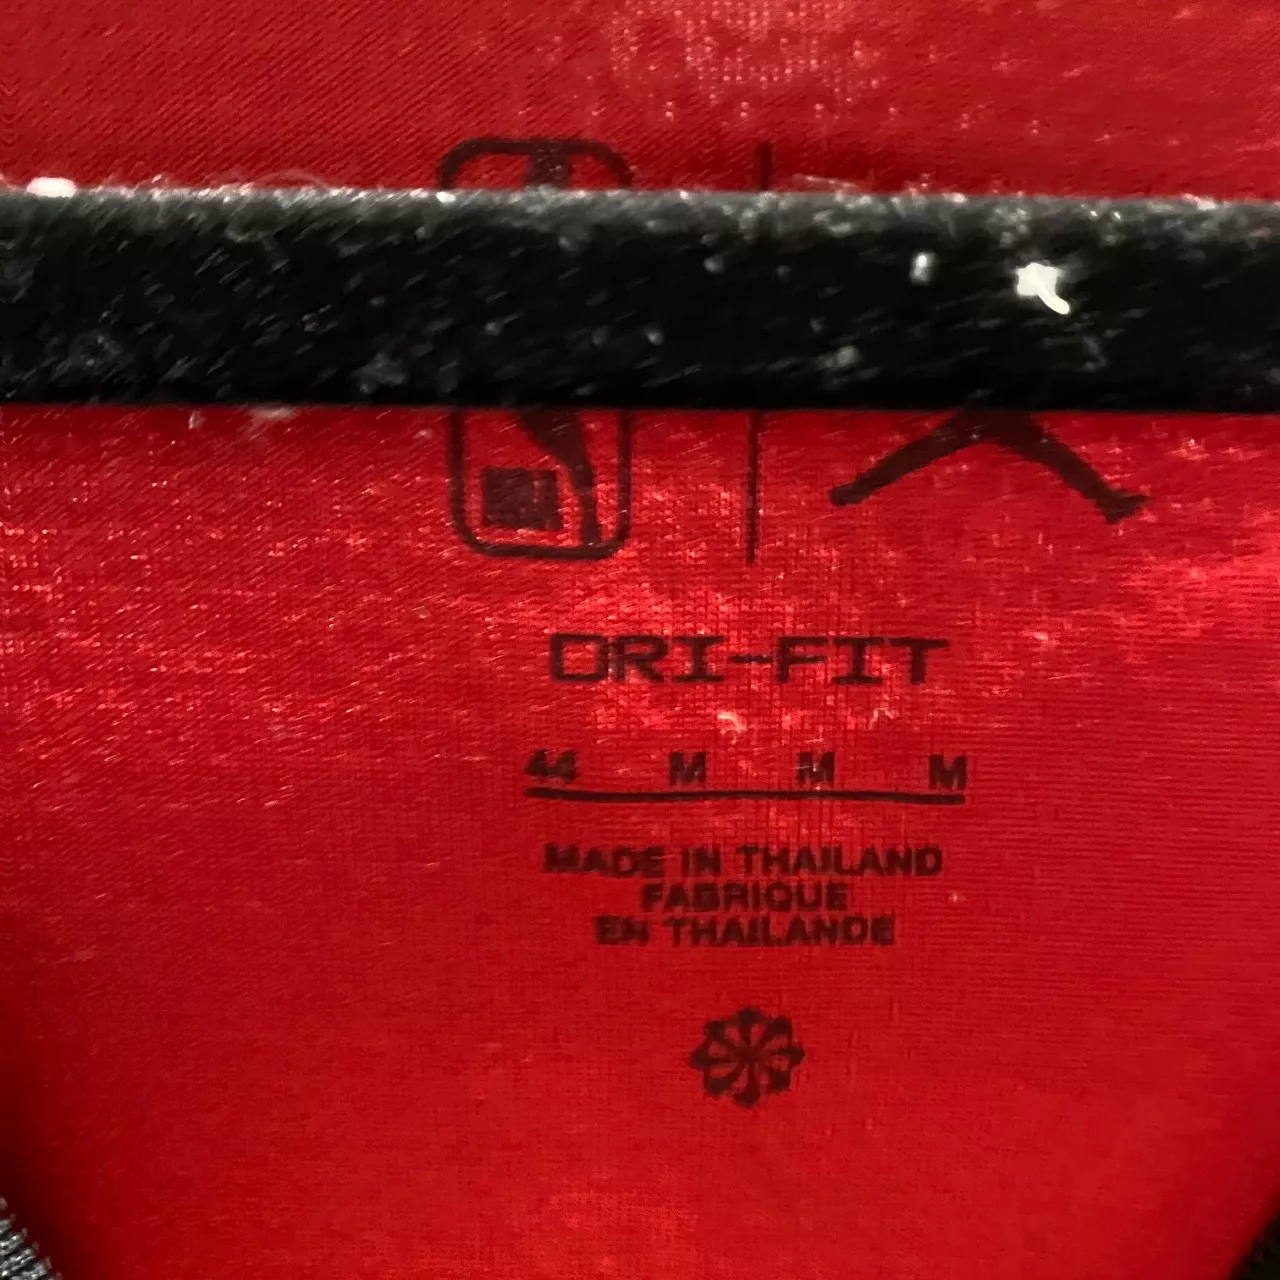 DRI-FIT
44 M M M
MADE IN THAILAND
FABRIQUE
EN THAILANDE